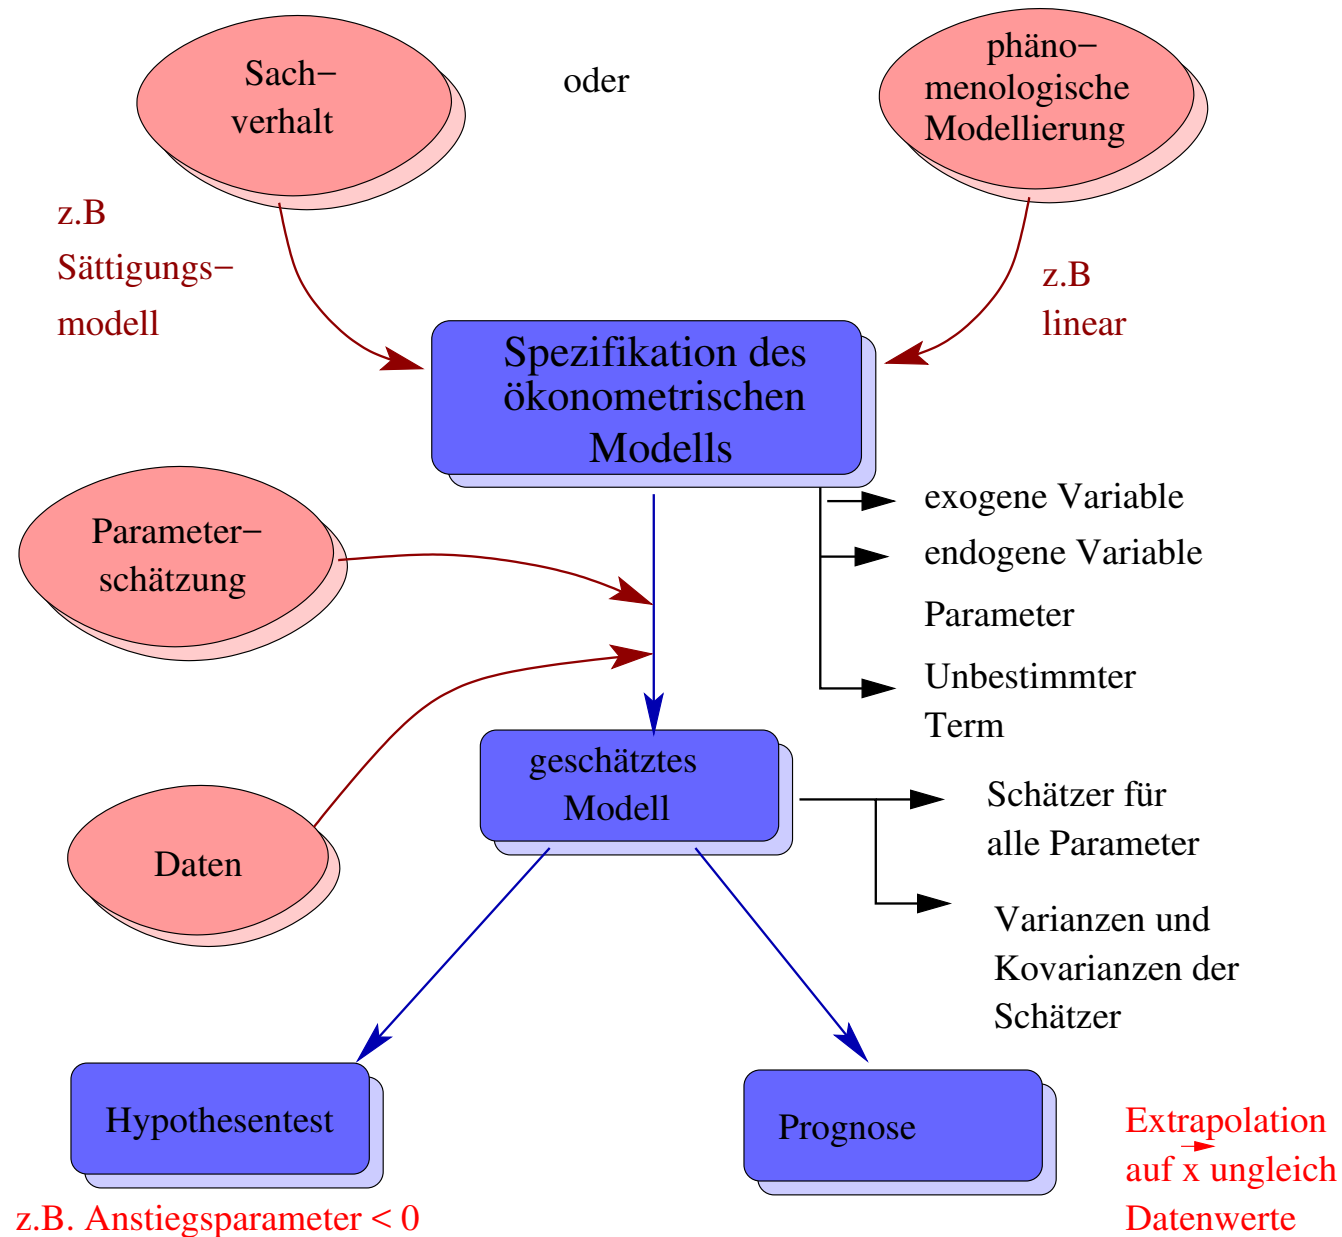 Sach−
verhalt
oder
phäno−
menologische
Modellierung
z.B
Sättigungs−
modell
z.B
linear
Spezifikation des
ökonometrischen
Modells
exogene Variable
endogene Variable
Parameter
Unbestimmter
Term
Parameter−
schätzung
geschätztes
Modell
Schätzer für
alle Parameter
Daten
Varianzen und
Kovarianzen der
Schätzer
Hypothesentest
z.B. Anstiegsparameter < 0
Prognose
Extrapolation
auf x⃗ ungleich
Datenwerte